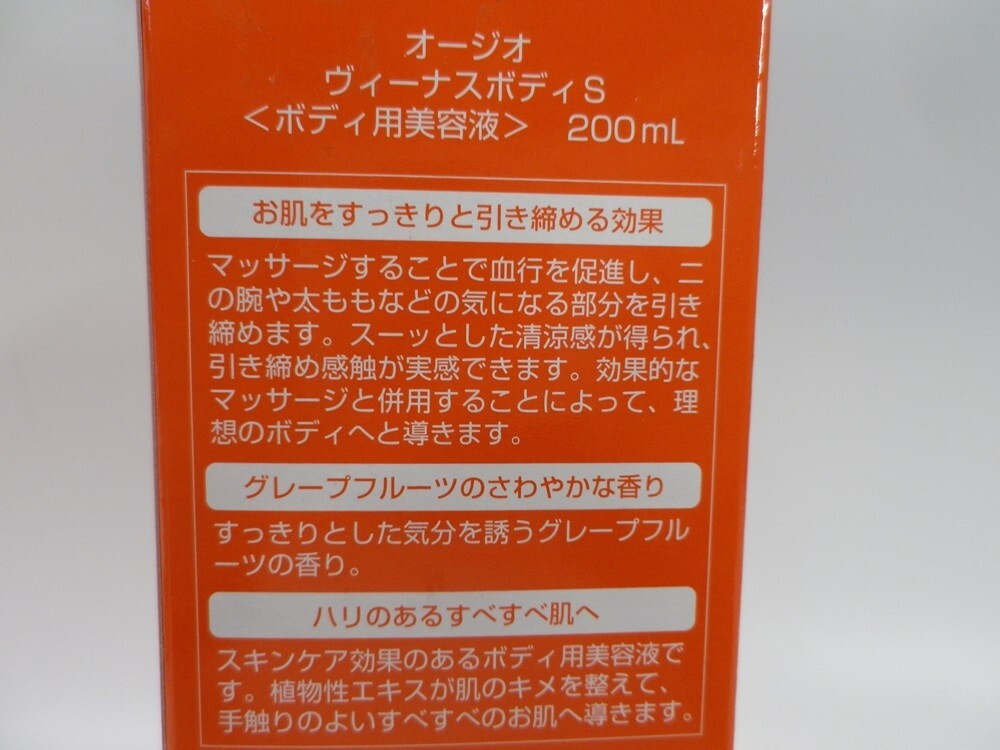 オージオ
ヴィーナスボディS
＜ボディ用美容液＞　200mL
お肌をすっきりと引き締める効果
マッサージすることで血行を促進し、二
の腕や太ももなどの気になる部分を引き
締めます。スーッとした清涼感が得られ、
引き締め感触が実感できます。効果的な
マッサージと併用することによって、理
想のボディへと導きます。
グレープフルーツのさわやかな香り
すっきりとした気分を誘うグレープフル
ーツの香り。
ハリのあるすべすべ肌へ
スキンケア効果のあるボディ用美容液で
す。植物性エキスが肌のキメを整えて、
手触りのよいすべすべのお肌へ導きます。